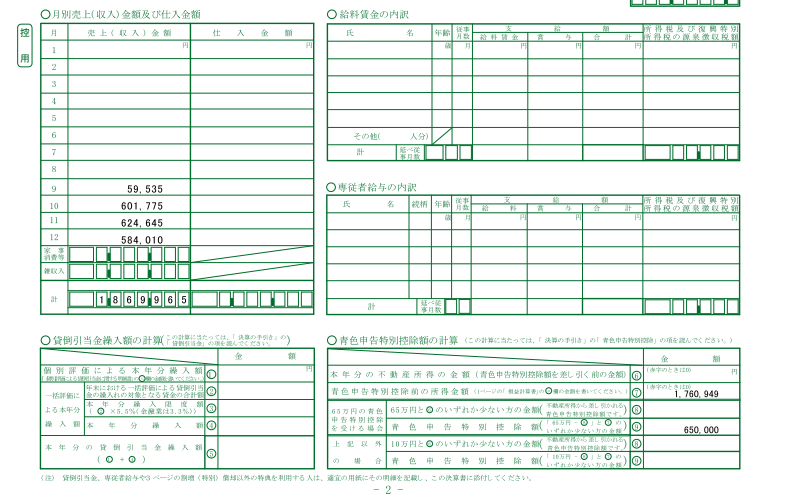 控用
○月別売上(収入)金額及び仕入金額
月 売上(収入)金額 仕入金額
1 円 円
2
3
4
5
6
7
8
9 59,535
10 601,775
11 624,645
12 584,010
家事消費等
雑収入
計 1869965
○給料賃金の内訳
氏名 年齢 従事月数 支給額 所得税及び復興特別所得税の源泉徴収税額
給料賃金 賞与 合計
歳 月 円 円 円 円
その他( 人分)
計 延べ従事月数
○専従者給与の内訳
氏名 続柄 年齢 従事月数 支給額 所得税及び復興特別所得税の源泉徴収税額
給料 賞与 合計
歳 月 円 円 円 円
計 延べ従事月数
○貸倒引当金繰入額の計算(この計算に当たっては、「決算の手引き」の「貸倒引当金」の項を読んでください。)
金額
個別評価による本年分繰入額 ① 円
一括評価による本年分繰入額
年末における一括評価による貸倒引当金の繰入れの対象となる貸金の合計額 ②
本年分繰入限度額 ③
(②×5.5%(金融業は3.3%))
本年分繰入額 ④
本年分の貸倒引当金繰入額 ⑤
(①+④)
○青色申告特別控除額の計算 (この計算に当たっては、「決算の手引き」の「青色申告特別控除」の項を読んでください。)
金額
本年分の不動産所得の金額(青色申告特別控除額を差し引く前の金額) ⑥ (赤字のときは0) 円
青色申告特別控除前の所得金額 ⑦ (赤字のときは0) 1,760,949
65万円の青色申告特別控除を受ける場合
65万円と⑥のいずれか少ない方の金額(不動産所得から差し引かれる青色申告特別控除額です。) ⑧
青色申告特別控除額 (「65万円-⑧」と⑦のいずれか少ない方の金額) ⑨ 650,000
上記以外の場合
10万円と⑥のいずれか少ない方の金額(不動産所得から差し引かれる青色申告特別控除額です。) ⑧
青色申告特別控除額 (「10万円-⑧」と⑦のいずれか少ない方の金額) ⑨
(注) 貸倒引当金、専従者給与や3ページの割増(特別)償却以外の特典を利用する人は、適宜の用紙にその明細を記載し、この決算書に添付してください。
- 2 -